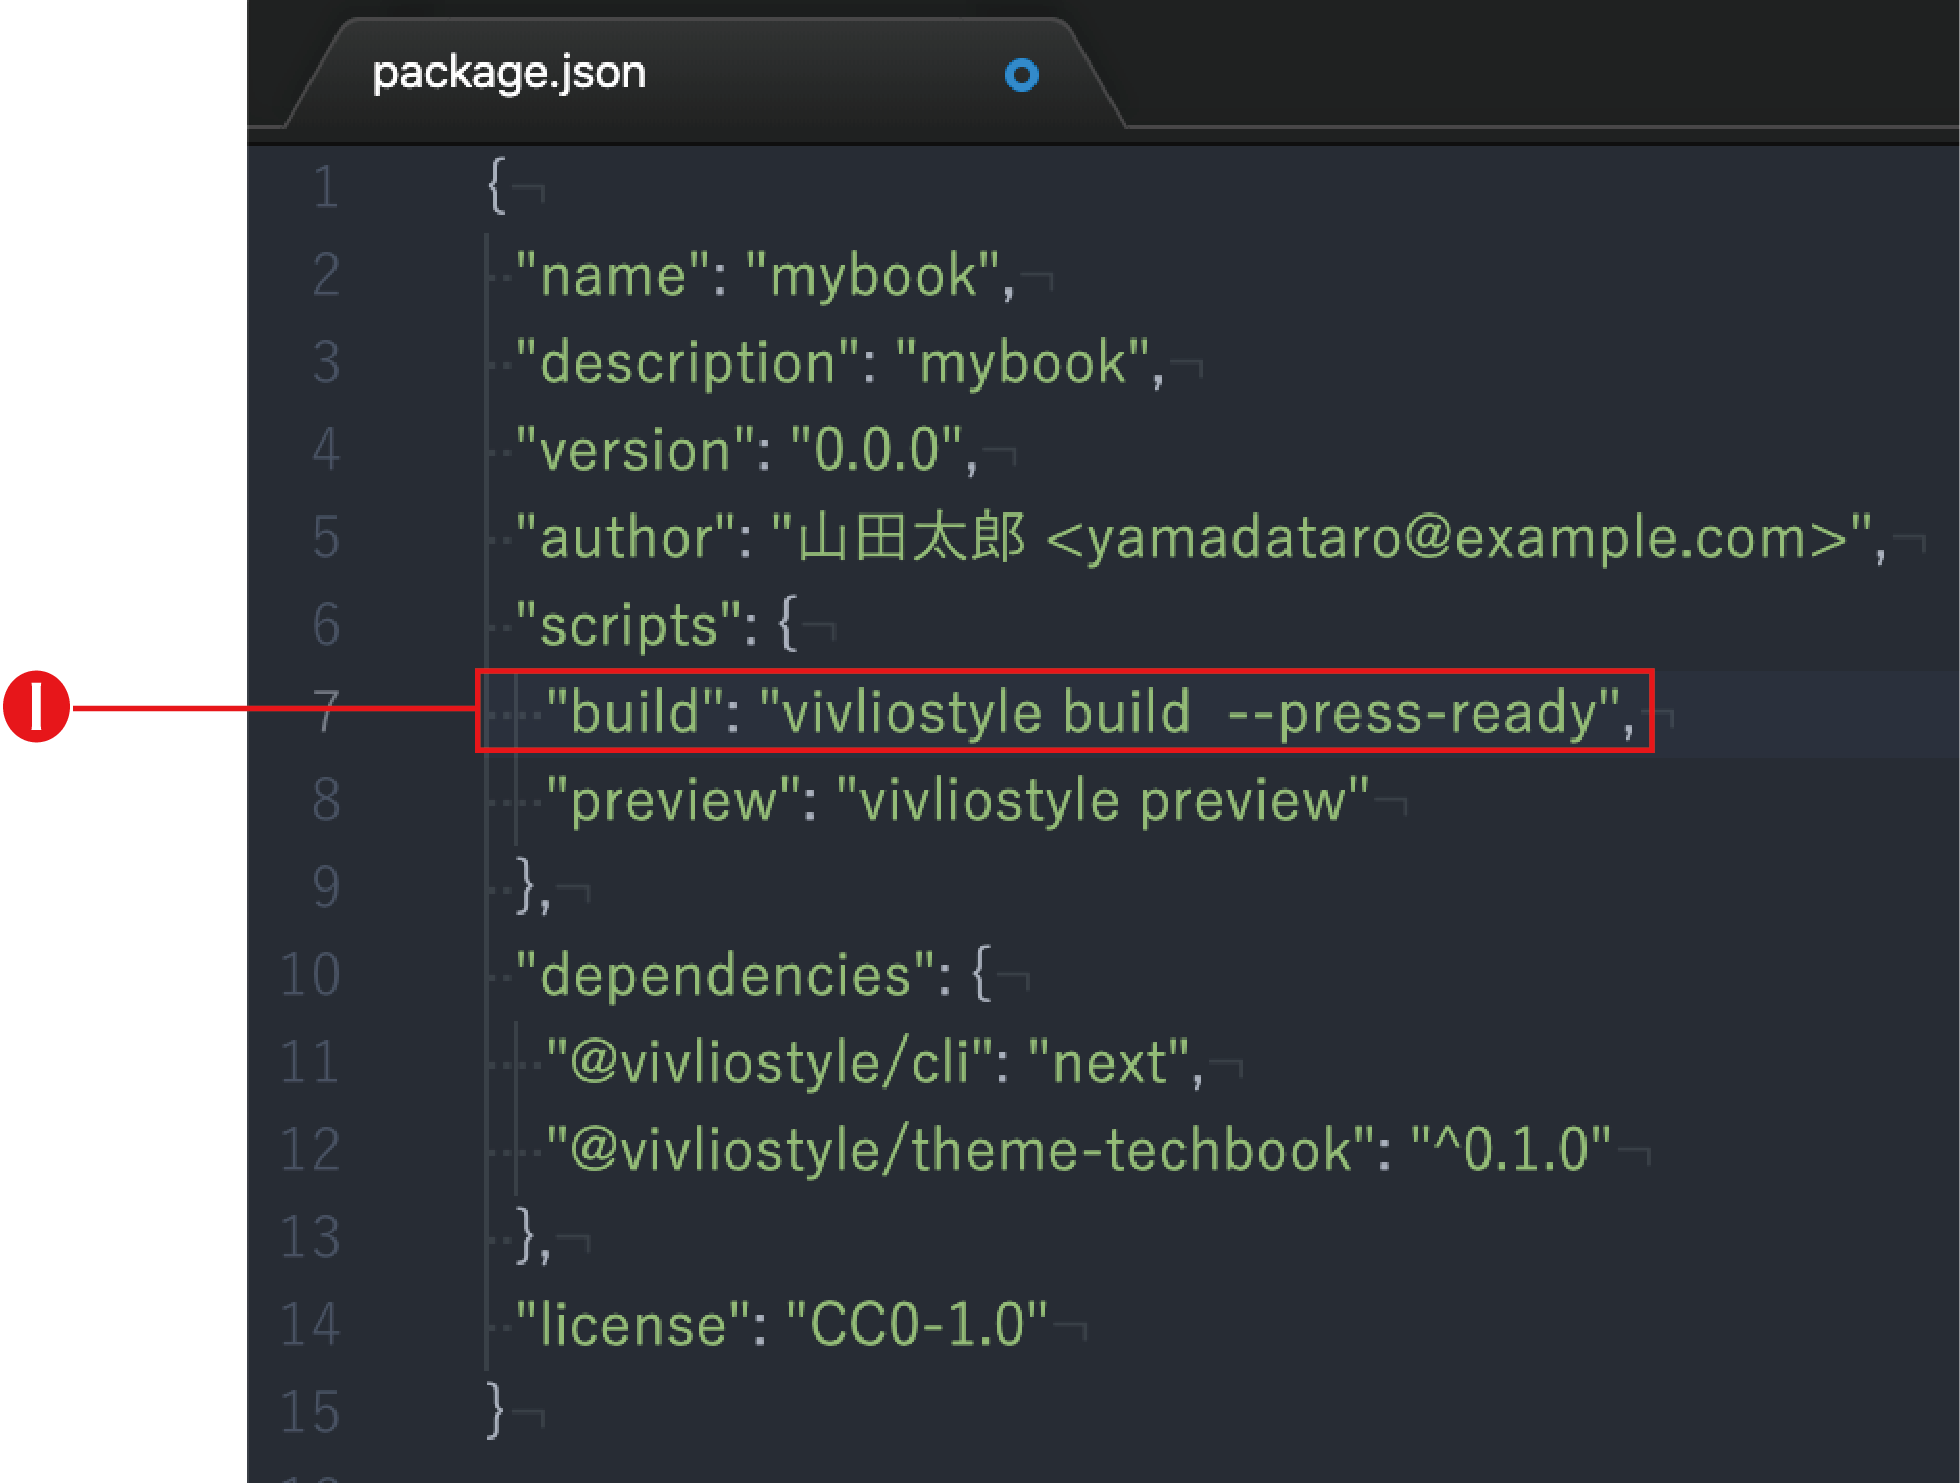 package.json
1 {¬
2 "name": "mybook",¬
3 "description": "mybook",¬
4 "version": "0.0.0",¬
5 "author": "山田太郎 <yamadataro@example.com>",¬
6 "scripts": {¬
1
7 "build": "vivliostyle build  --press-ready",¬
8 "preview": "vivliostyle preview"¬
9 },¬
10 "dependencies": {¬
11 "@vivliostyle/cli": "next",¬
12 "@vivliostyle/theme-techbook": "^0.1.0"¬
13 },¬
14 "license": "CC0-1.0"¬
15 }¬